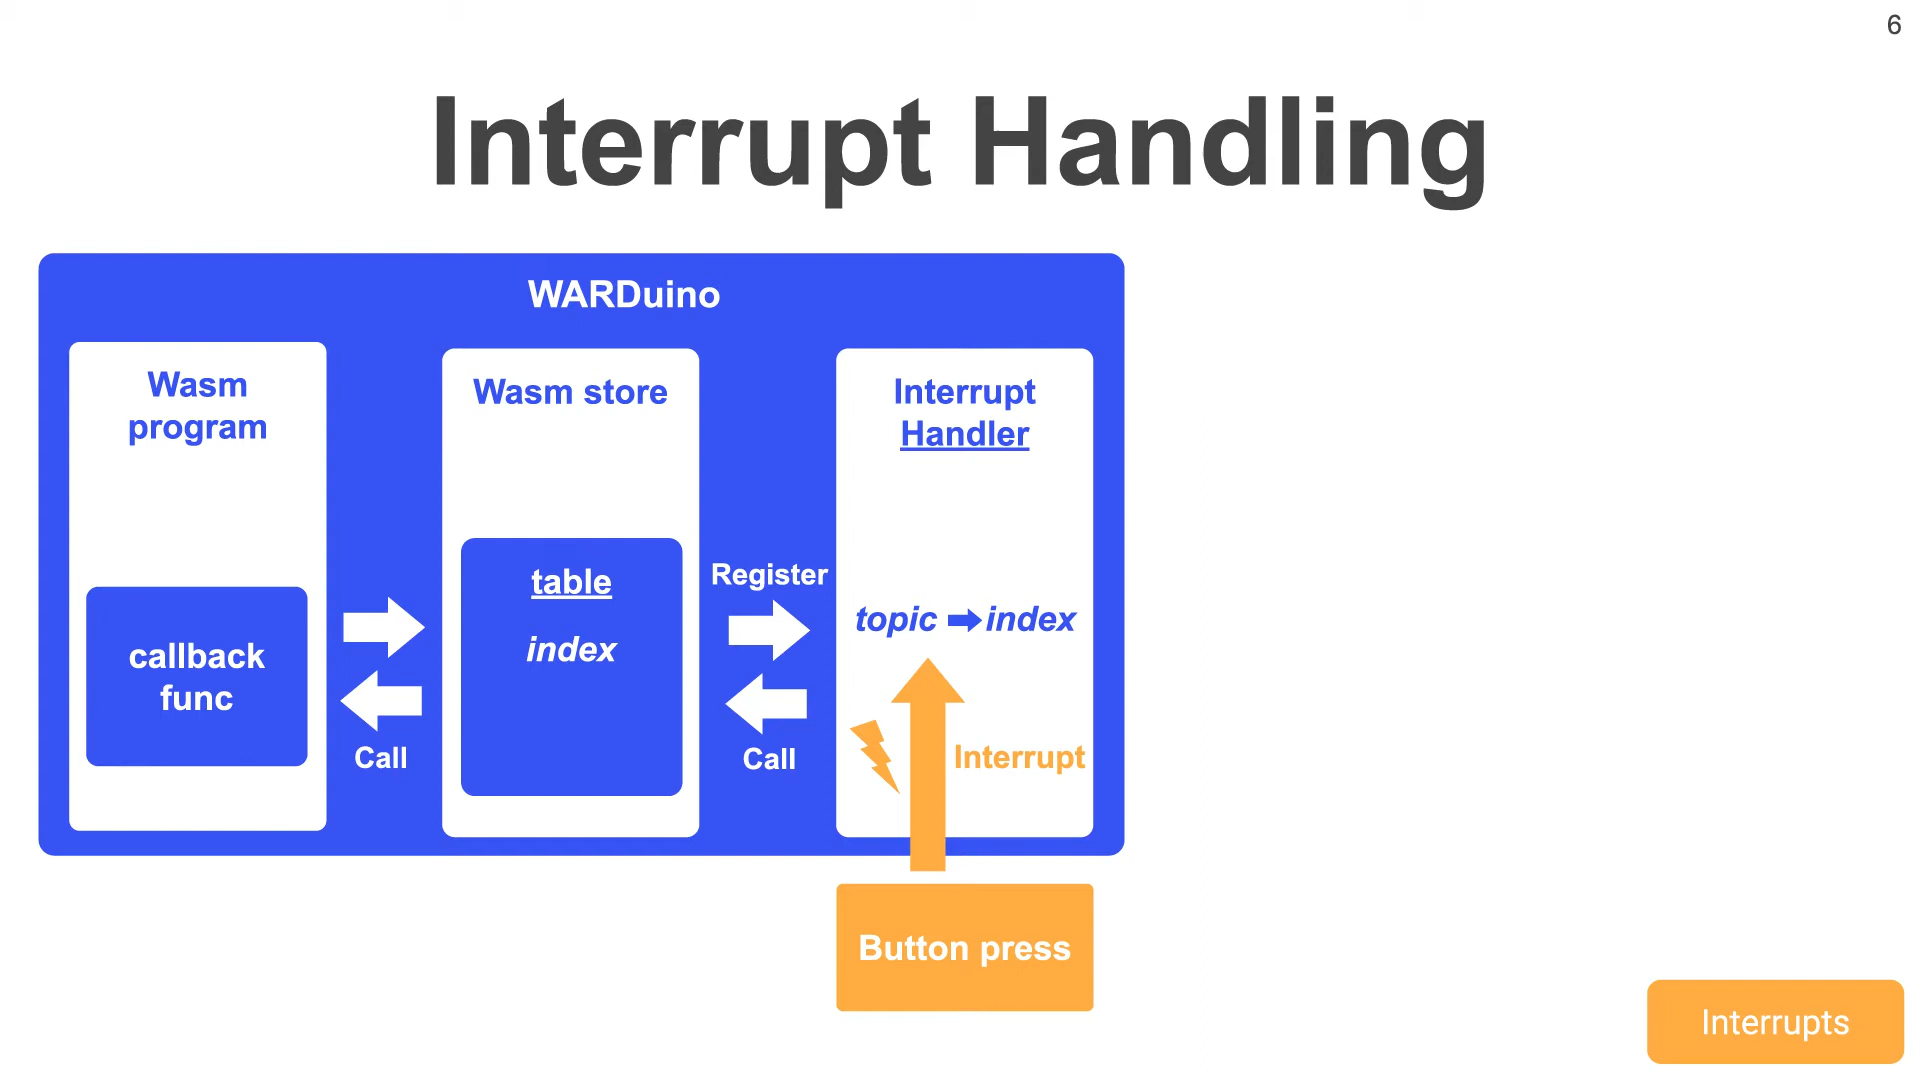 6
Interrupt Handling
WARDuino
Wasm
program
callback
func
Call
Wasm store
table
index
Register
Call
Interrupt
Handler
topic
index
Interrupt
Button press
Interrupts